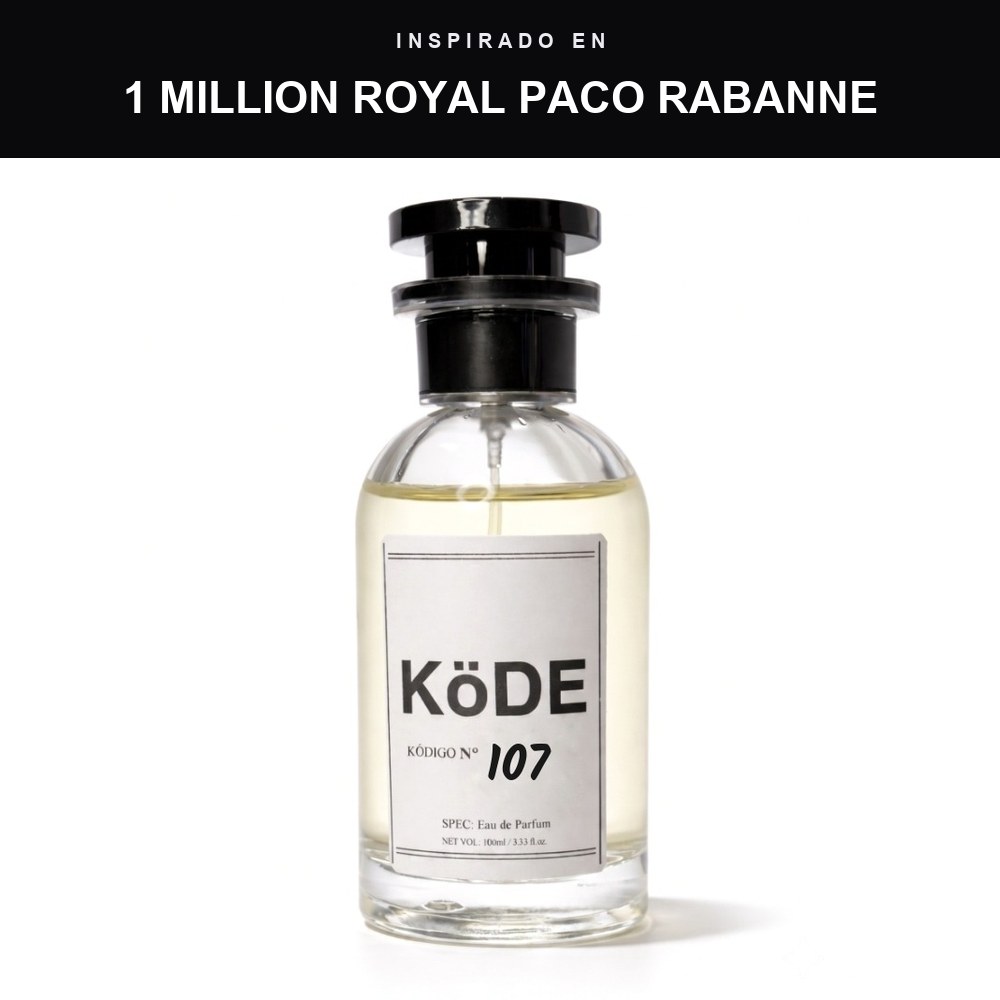 INSPIRADO EN
1 MILLION ROYAL PACO RABANNE
KöDE
KÓDIGO Nº 107
SPEC: Eau de Parfum
NET VOL: 100ml / 3.33 fl.oz.